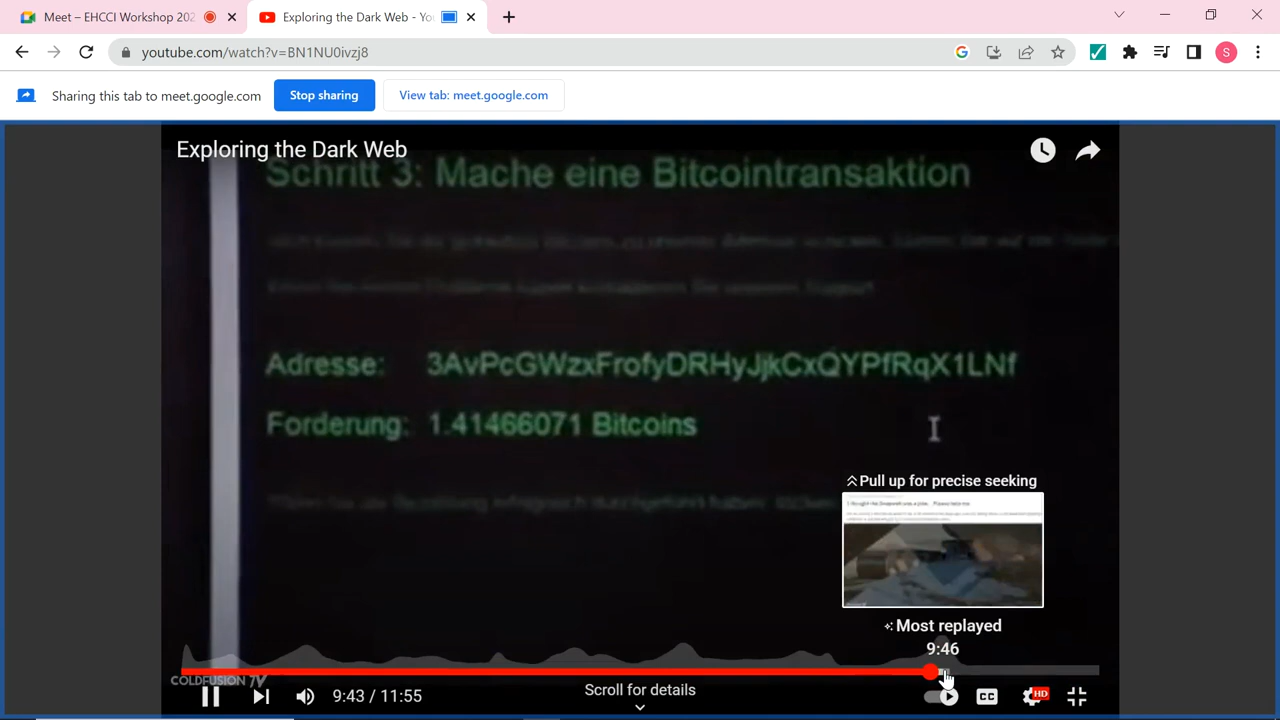 Meet – EHCCI Workshop 202
Exploring the Dark Web - Yo
youtube.com/watch?v=BN1NU0ivzj8
S
Sharing this tab to meet.google.com
Stop sharing
View tab: meet.google.com
Exploring the Dark Web
Schritt 3: Mache eine Bitcointransaktion
Adresse: 3AvPcGWzxFrofyDRHyJjkCxQYPfRqX1LNf
Forderung: 1.41466071 Bitcoins
Pull up for precise seeking
Most replayed
9:46
COLDFUSION TV
9:43 / 11:55
Scroll for details
CC
HD